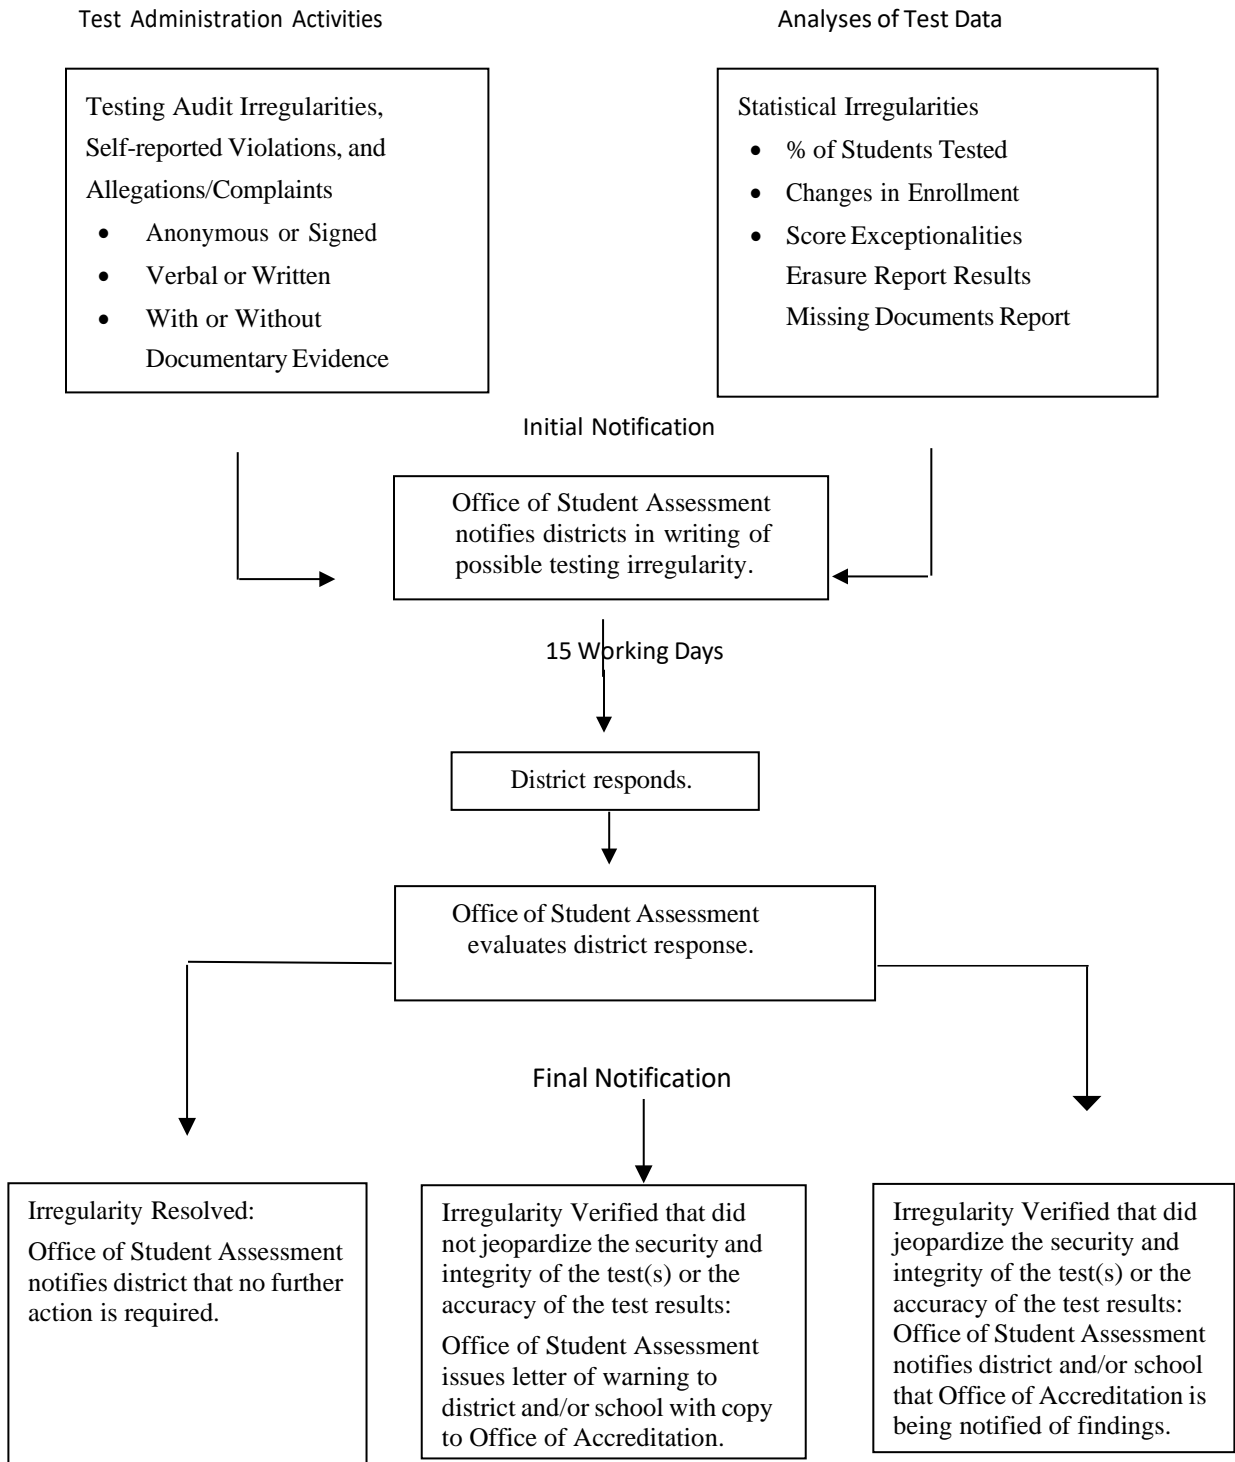 Test Administration Activities
Analyses of Test Data
Testing Audit Irregularities,
Self-reported Violations, and
Allegations/Complaints
• Anonymous or Signed
• Verbal or Written
• With or Without
Documentary Evidence
Statistical Irregularities
• % of Students Tested
• Changes in Enrollment
• Score Exceptionalities
Erasure Report Results
Missing Documents Report
Initial Notification
Office of Student Assessment
notifies districts in writing of
possible testing irregularity.
15 Working Days
District responds.
Office of Student Assessment
evaluates district response.
Final Notification
Irregularity Resolved:
Office of Student Assessment
notifies district that no further
action is required.
Irregularity Verified that did
not jeopardize the security and
integrity of the test(s) or the
accuracy of the test results:
Office of Student Assessment
issues letter of warning to
district and/or school with copy
to Office of Accreditation.
Irregularity Verified that did
jeopardize the security and
integrity of the test(s) or the
accuracy of the test results:
Office of Student Assessment
notifies district and/or school
that Office of Accreditation is
being notified of findings.